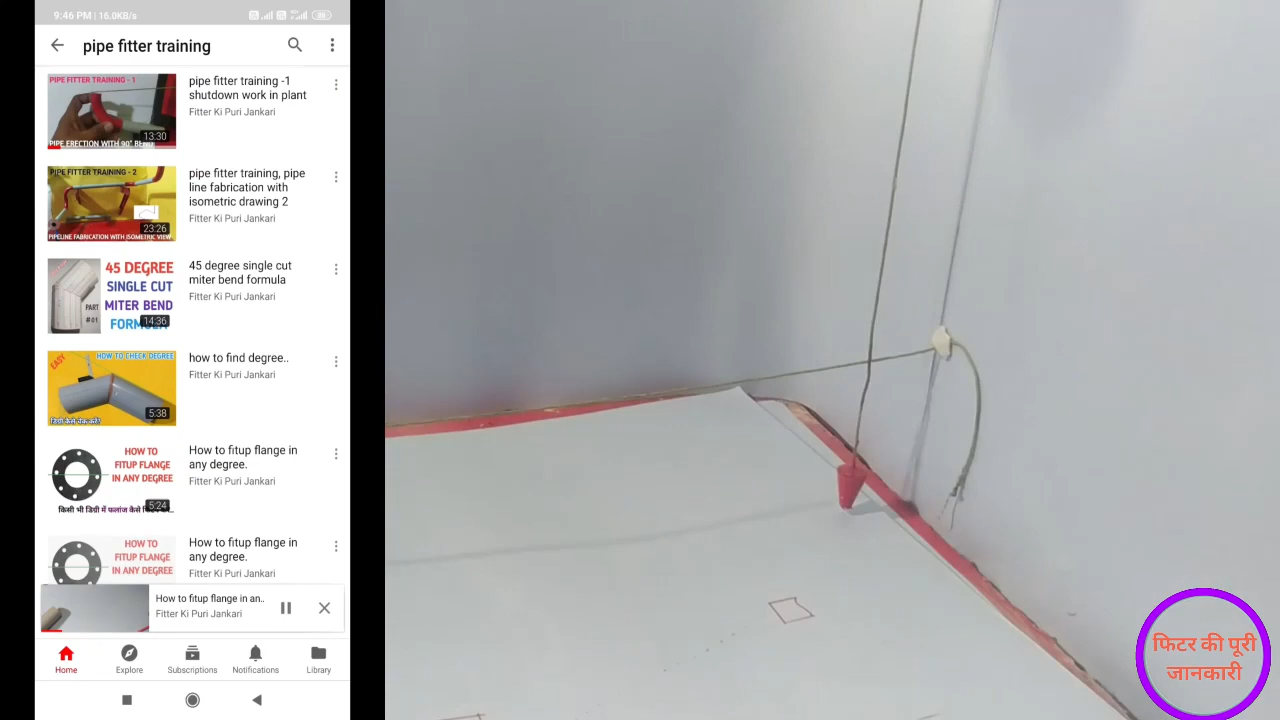 9:46 PM | 16.0KB/s
pipe fitter training
PIPE FITTER TRAINING - 1
13:30
PIPE ERECTION WITH 90° BEND
pipe fitter training -1
shutdown work in plant
Fitter Ki Puri Jankari
PIPE FITTER TRAINING - 2
23:26
PIPELINE FABRICATION WITH ISOMETRIC VIEW
pipe fitter training, pipe
line fabrication with
isometric drawing 2
Fitter Ki Puri Jankari
45 DEGREE
SINGLE CUT
MITER BEND
FORMULA
PART
#01
14:36
45 degree single cut
miter bend formula
Fitter Ki Puri Jankari
EASY
HOW TO CHECK DEGREE
5:38
डिग्री कैसे चेक करें?
how to find degree..
Fitter Ki Puri Jankari
HOW TO
FITUP FLANGE
IN ANY DEGREE
5:24
किसी भी डिग्री में फ्लांज कैसे
How to fitup flange in
any degree.
Fitter Ki Puri Jankari
HOW TO
FITUP FLANGE
IN ANY DEGREE
How to fitup flange in
any degree.
Fitter Ki Puri Jankari
How to fitup flange in an..
Fitter Ki Puri Jankari
Home
Explore
Subscriptions
Notifications
Library
फिटर की पूरी
जानकारी